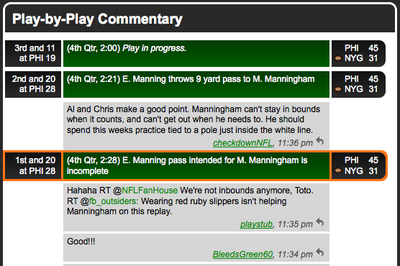 Play-by-Play Commentary
3rd and 11
at PHI 19
(4th Qtr, 2:00) Play in progress.
PHI 45
NYG 31
2nd and 20
at PHI 28
(4th Qtr, 2:21) E. Manning throws 9 yard pass to M. Manningham
PHI 45
NYG 31
Al and Chris make a good point. Manningham can't stay in bounds
when it counts, and can't get out when he needs to. He should
spend this weeks practice tied to a pole just inside the white line.
checkdownNFL, 11:36 pm
1st and 20
at PHI 28
(4th Qtr, 2:28) E. Manning pass intended for M. Manningham is
incomplete
PHI 45
NYG 31
Hahaha RT @NFLFanHouse We're not inbounds anymore, Toto.
RT @fb_outsiders: Wearing red ruby slippers isn't helping
Manningham on this replay.
playstub, 11:35 pm
Good!!!
BleedsGreen60, 11:34 pm